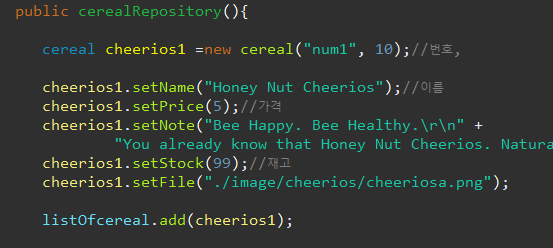 public cerealRepository(){
cereal cheerios1 =new cereal("num1", 10);//번호,
cheerios1.setName("Honey Nut Cheerios");//이름
cheerios1.setPrice(5);//가격
cheerios1.setNote("Bee Happy. Bee Healthy.\r\n" +
"You already know that Honey Nut Cheerios. Natura
cheerios1.setStock(99);//재고
cheerios1.setFile("./image/cheerios/cheeriosa.png");
listOfcereal.add(cheerios1);